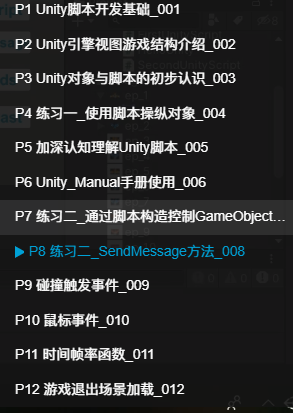 P1 Unity脚本开发基础_001
P2 Unity引擎视图游戏结构介绍_002
P3 Unity对象与脚本的初步认识_003
P4 练习一_使用脚本操纵对象_004
P5 加深认知理解Unity脚本_005
P6 Unity_Manual手册使用_006
P7 练习二_通过脚本构造控制GameObject...
P8 练习二_SendMessage方法_008
P9 碰撞触发事件_009
P10 鼠标事件_010
P11 时间帧率函数_011
P12 游戏退出场景加载_012